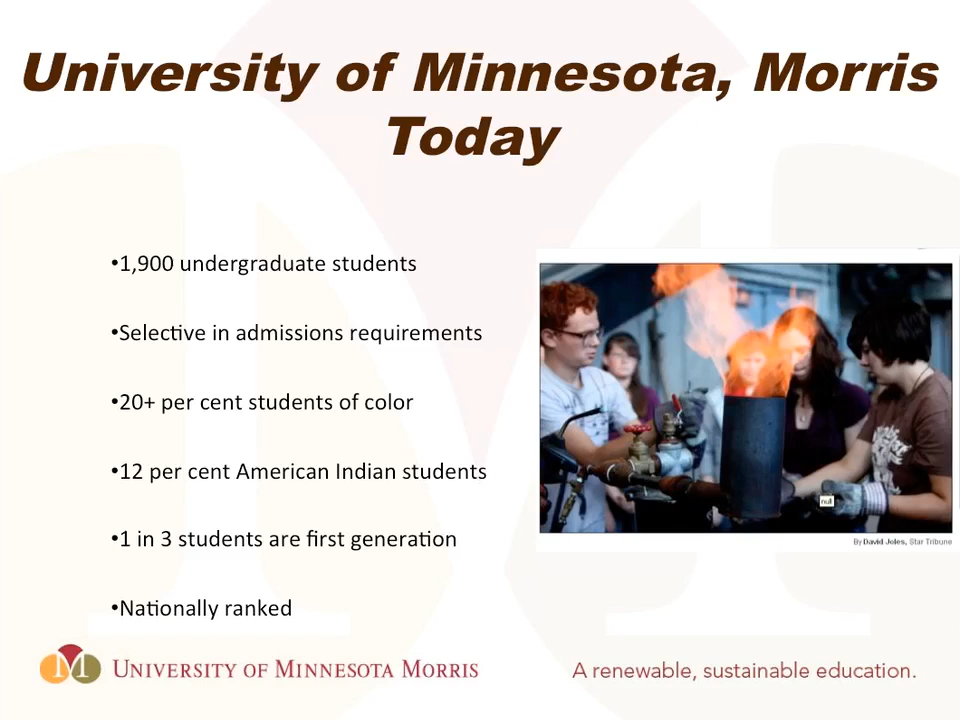 University of Minnesota, Morris
Today
•1,900 undergraduate students
•Selective in admissions requirements
•20+ per cent students of color
•12 per cent American Indian students
•1 in 3 students are first generation
•Nationally ranked
null
By David Joles, Star Tribune
M UNIVERSITY OF MINNESOTA MORRIS
A renewable, sustainable education.